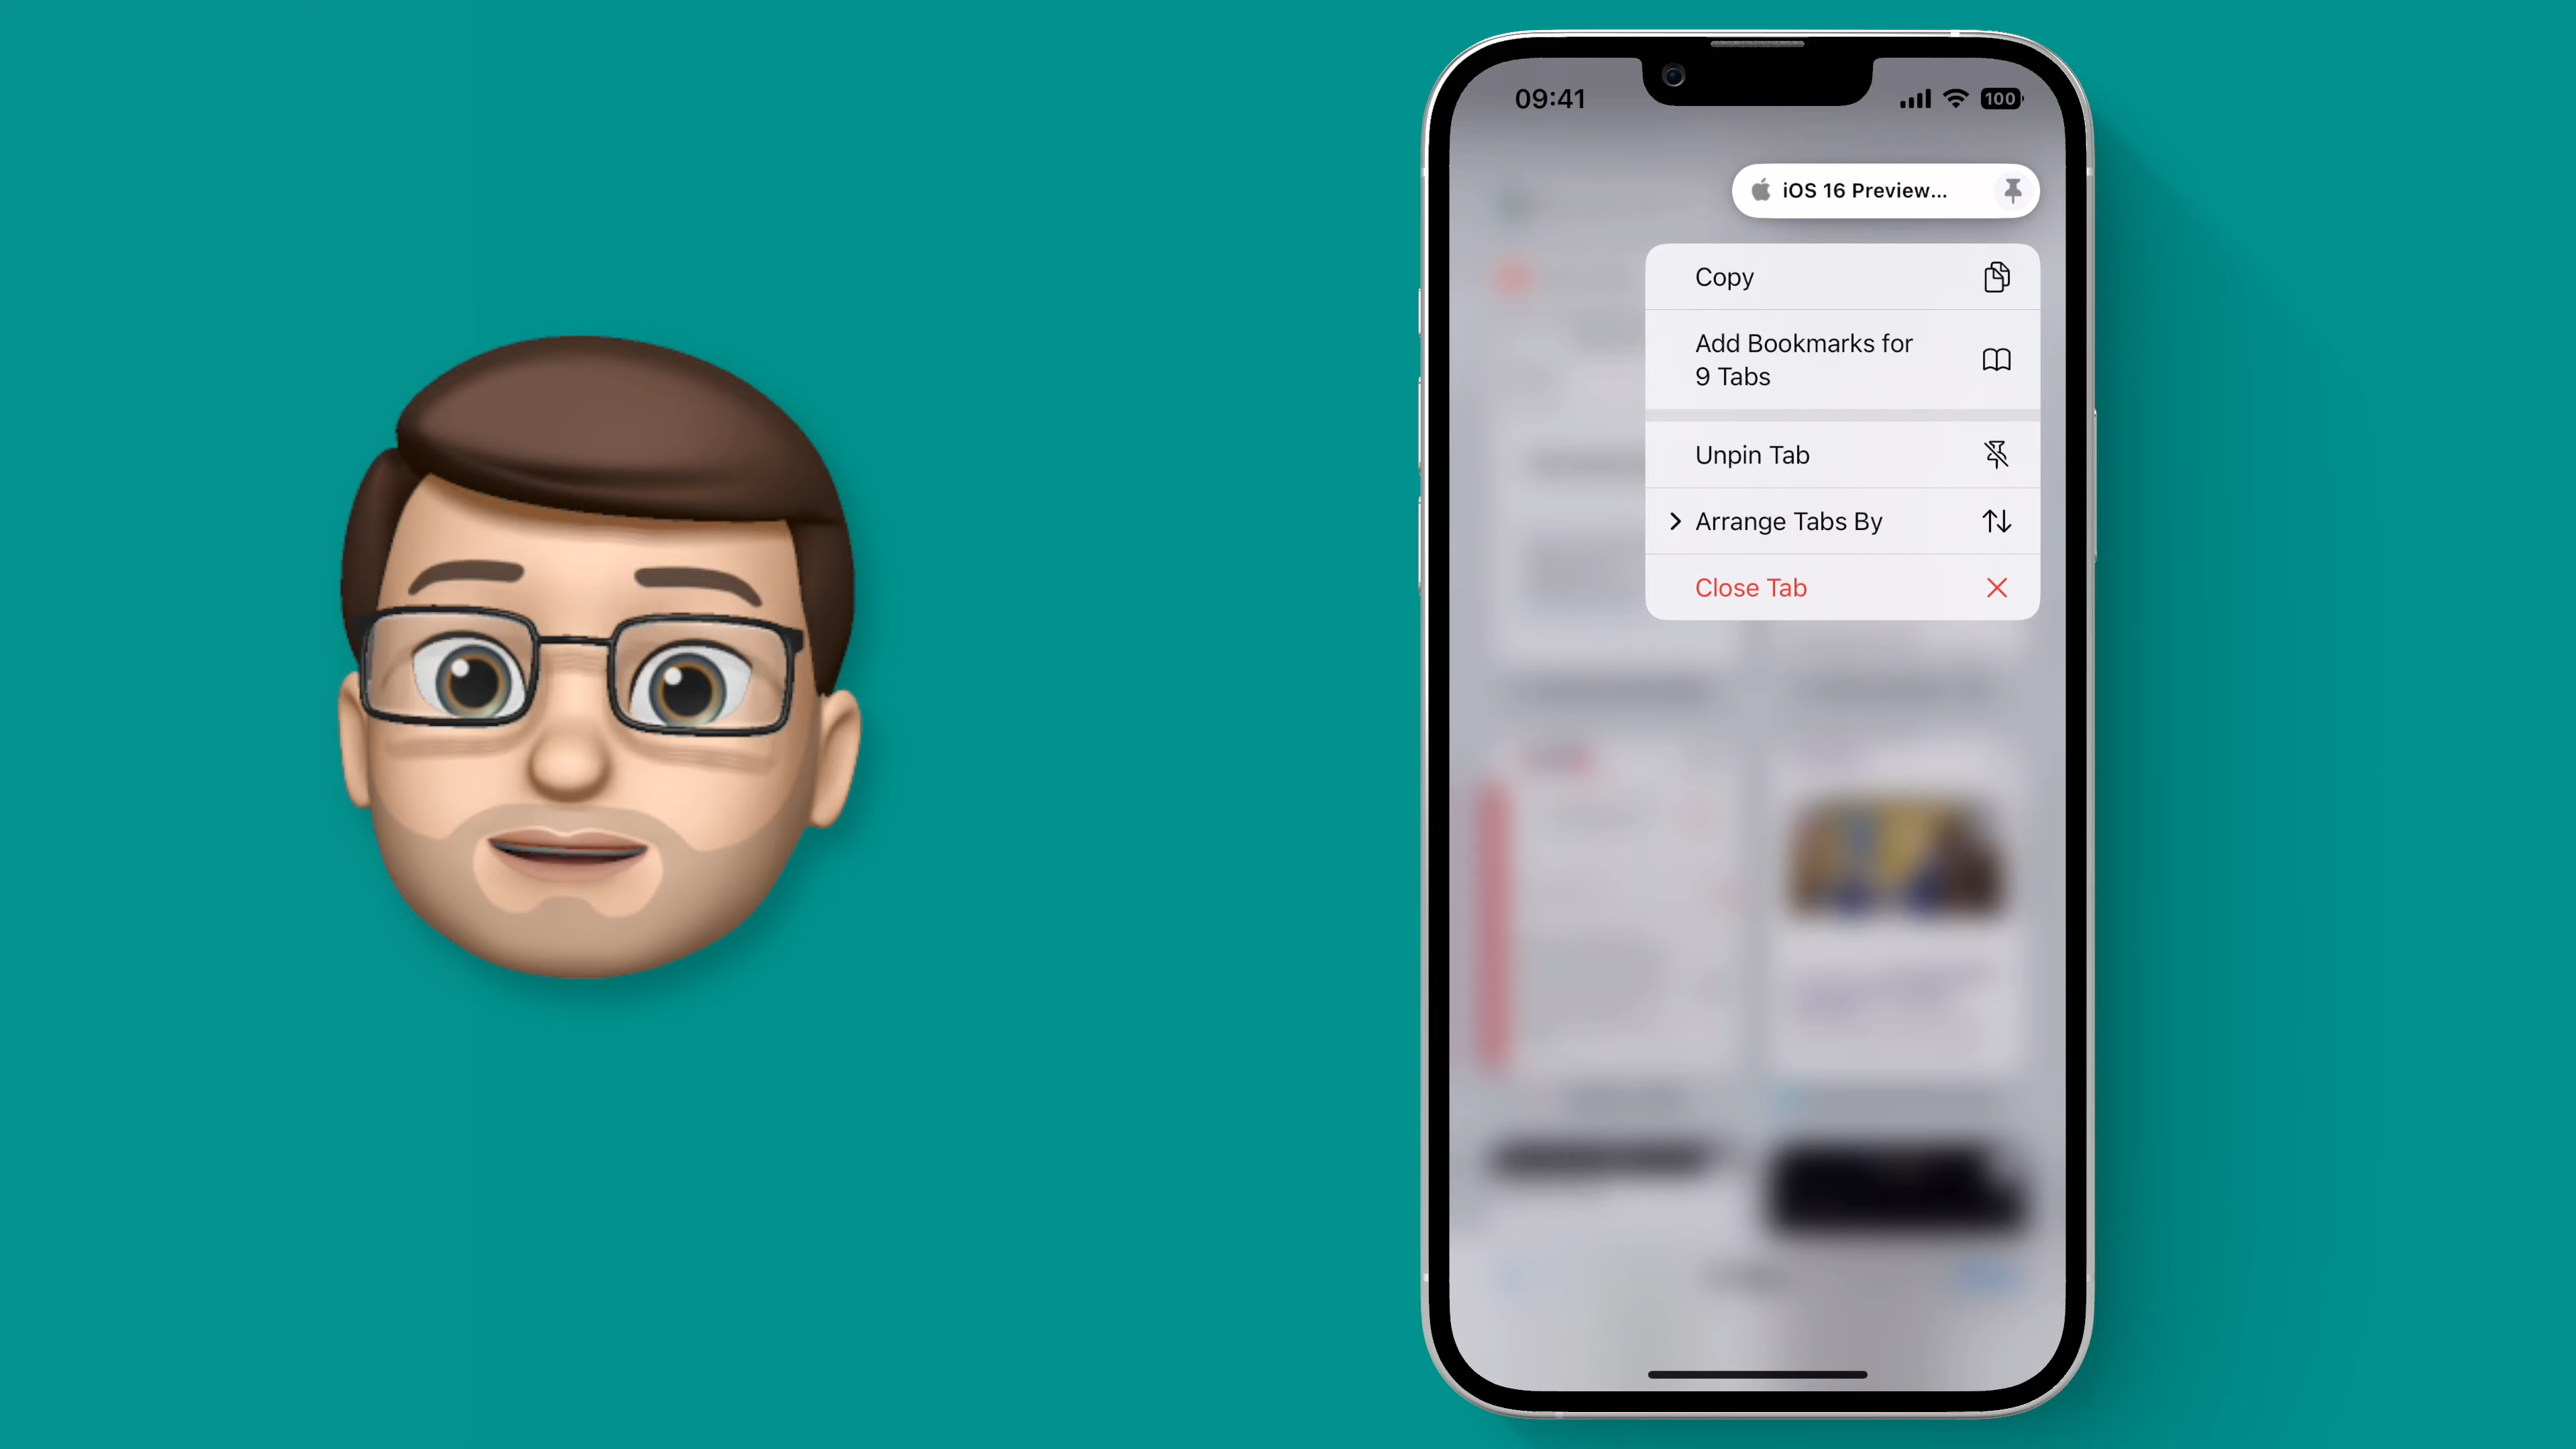 09:41
100
iOS 16 Preview...
Copy
Add Bookmarks for
9 Tabs
Unpin Tab
Arrange Tabs By
Close Tab